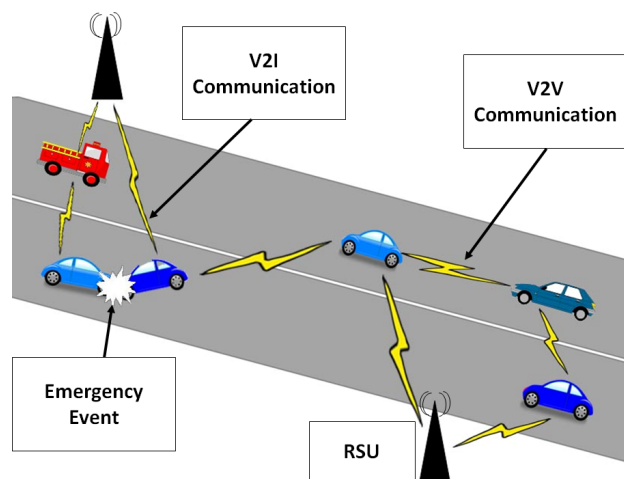 V2I
Communication
V2V
Communication
Emergency
Event
RSU